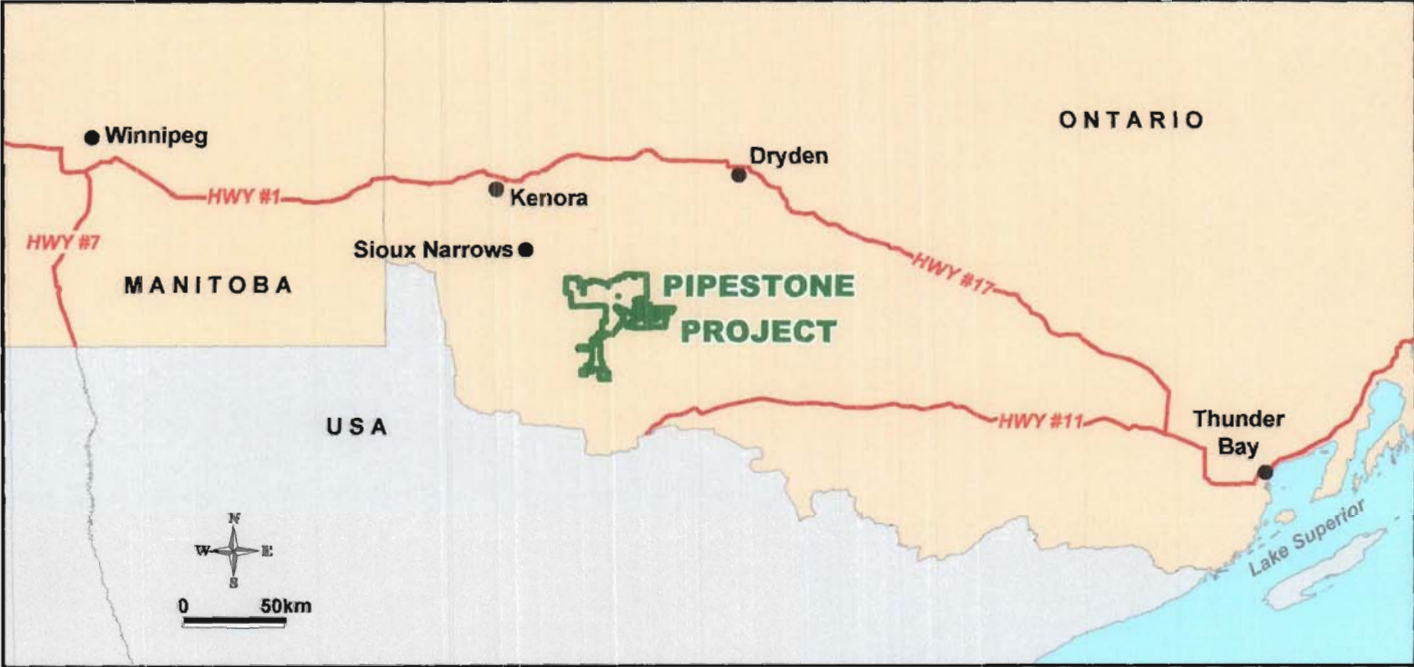 ONTARIO
Winnipeg
Dryden
HWY #1
Kenora
HWY #7
Sioux Narrows
HWY #17
MANITOBA
PIPESTONE
PROJECT
USA
HWY #11
Thunder
Bay
Lake Superior
N
W E
S
0 50km